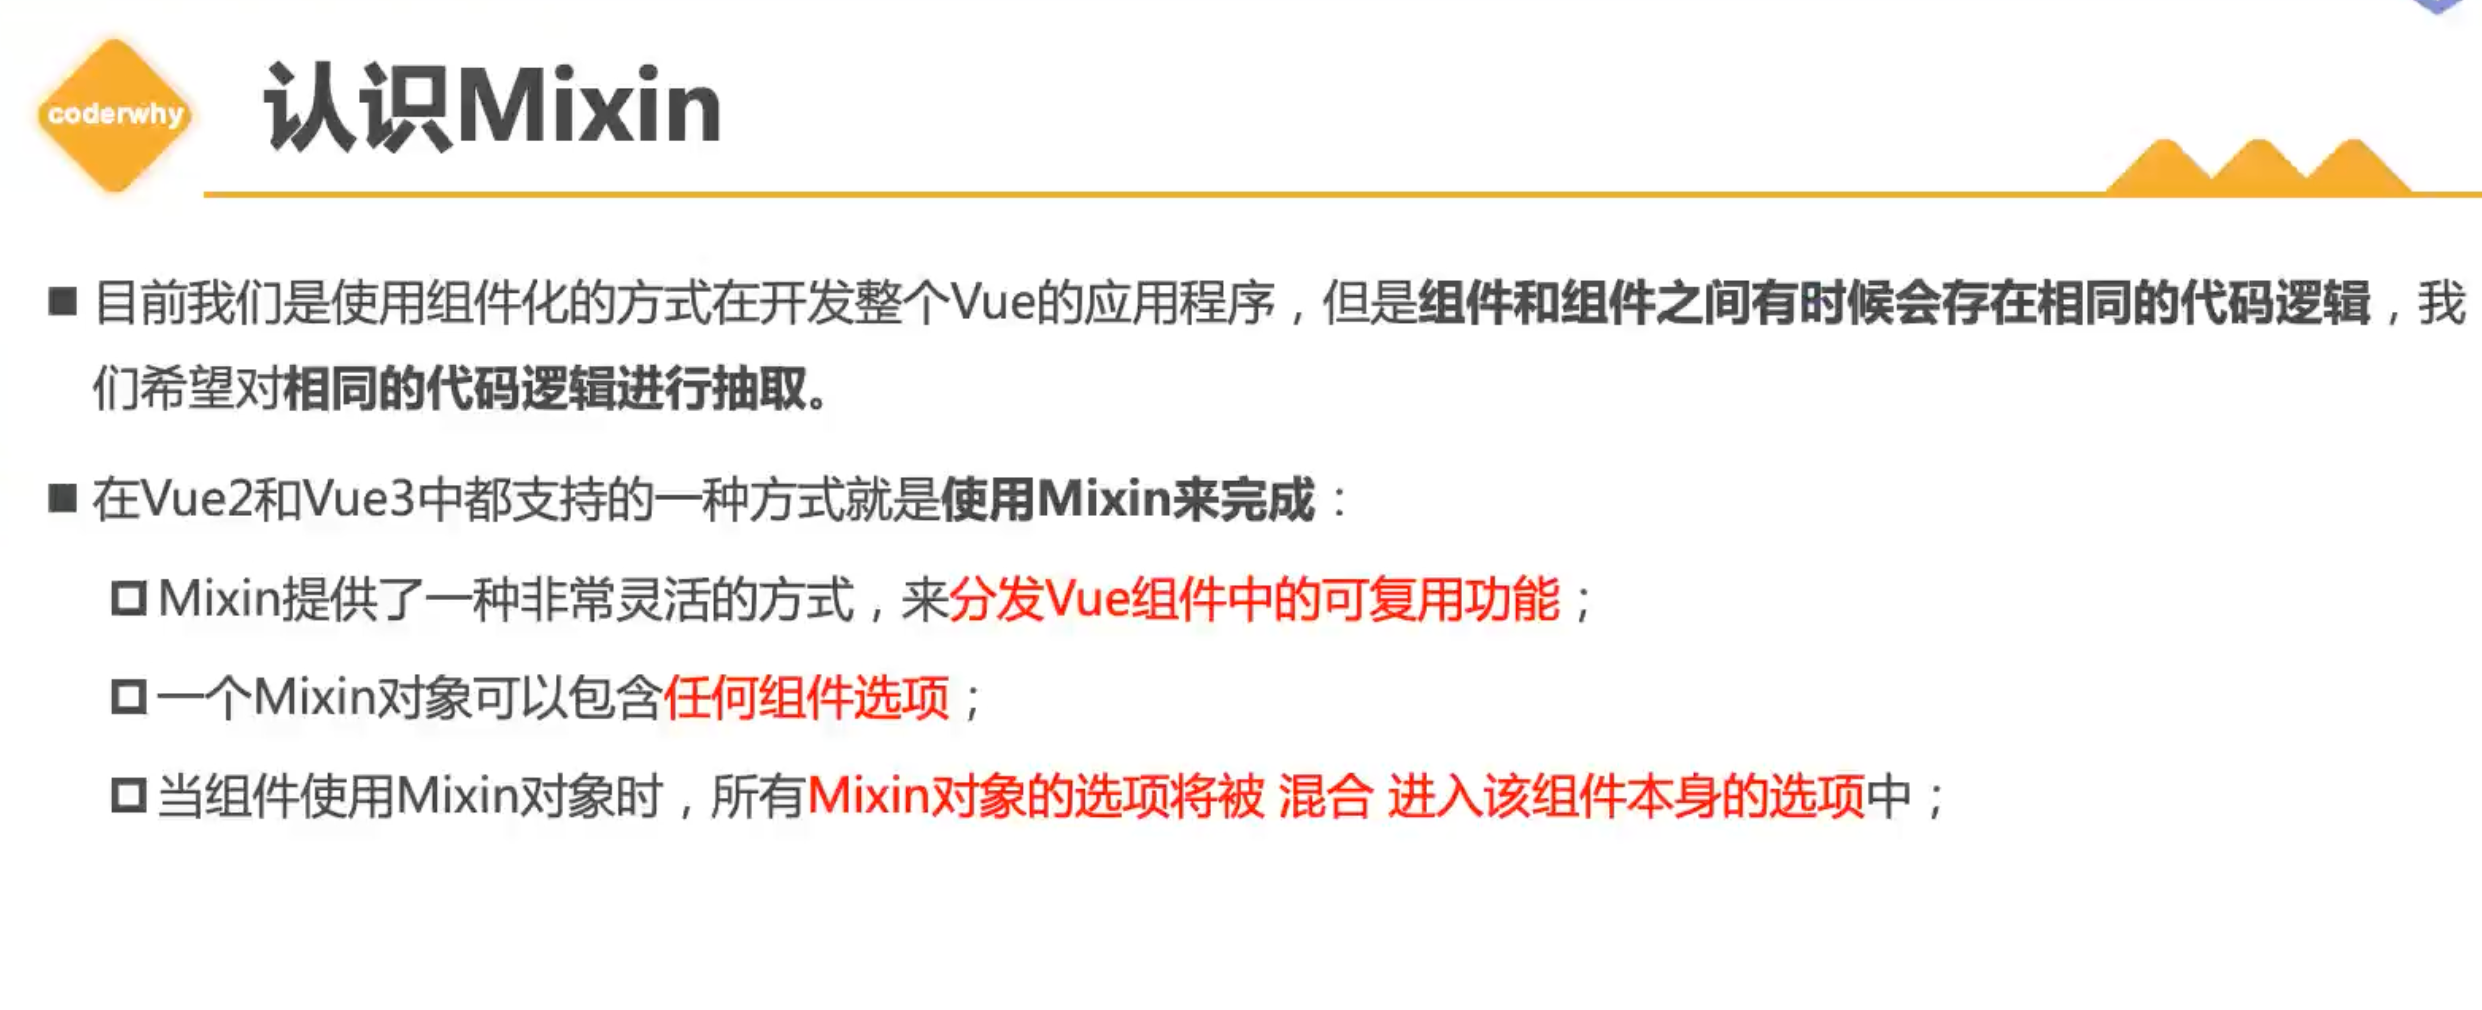 coderwhy
认识Mixin
目前我们是使用组件化的方式在开发整个Vue的应用程序，但是组件和组件之间有时候会存在相同的代码逻辑，我
们希望对相同的代码逻辑进行抽取。
在Vue2和Vue3中都支持的一种方式就是使用Mixin来完成：
Mixin提供了一种非常灵活的方式，来分发Vue组件中的可复用功能；
一个Mixin对象可以包含任何组件选项；
当组件使用Mixin对象时，所有Mixin对象的选项将被 混合 进入该组件本身的选项中；